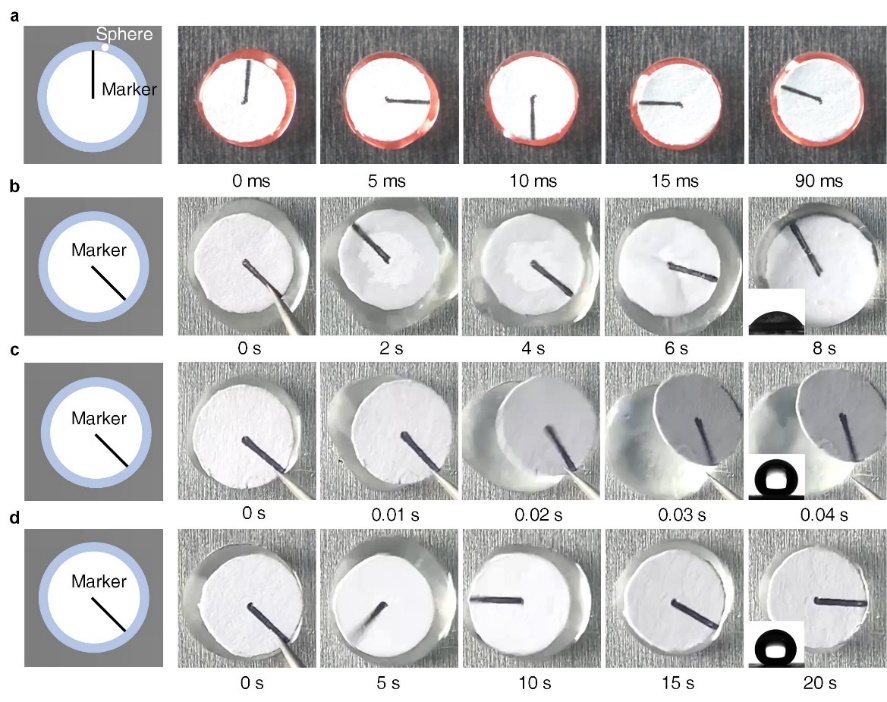 a
Sphere
Marker
0 ms 5 ms 10 ms 15 ms 90 ms
b
Marker
0 s 2 s 4 s 6 s 8 s
c
Marker
0 s 0.01 s 0.02 s 0.03 s 0.04 s
d
Marker
0 s 5 s 10 s 15 s 20 s